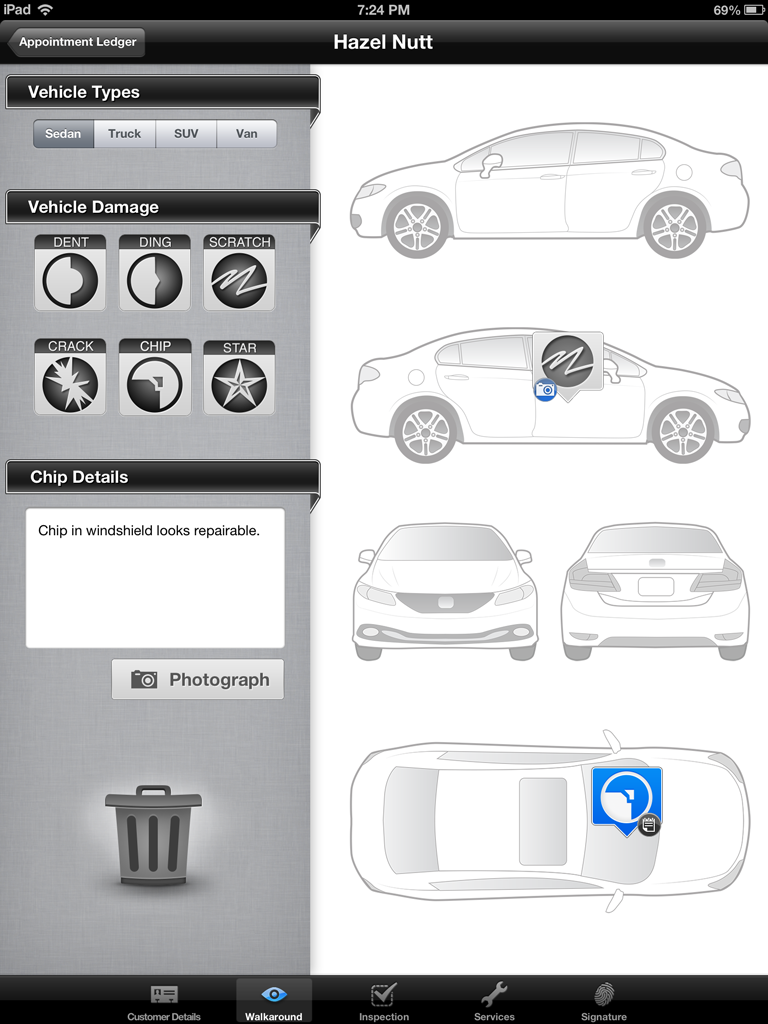 iPad 7:24 PM 69%
Appointment Ledger Hazel Nutt
Vehicle Types
Sedan Truck SUV Van
Vehicle Damage
DENT DING SCRATCH
CRACK CHIP STAR
Chip Details
Chip in windshield looks repairable.
Photograph
Customer Details Walkaround Inspection Services Signature